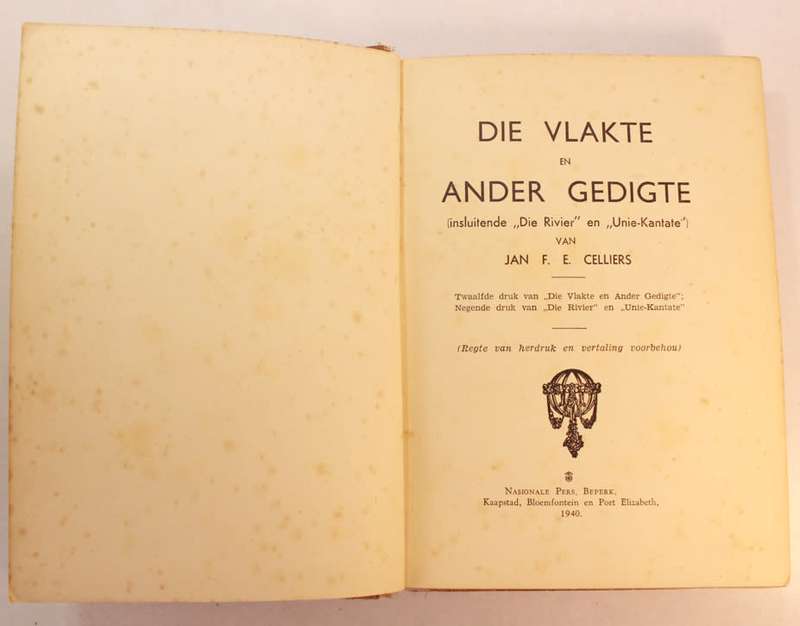 DIE VLAKTE
EN
ANDER GEDIGTE
(insluitende „Die Rivier” en „Unie-Kantate”)
VAN
JAN F. E. CELLIERS
Twaalfde druk van „Die Vlakte en Ander Gedigte”;
Negende druk van „Die Rivier” en „Unie-Kantate”
(Regte van herdruk en vertaling voorbehou)
NASIONALE PERS, BEPERK,
Kaapstad, Bloemfontein en Port Elizabeth,
1940.